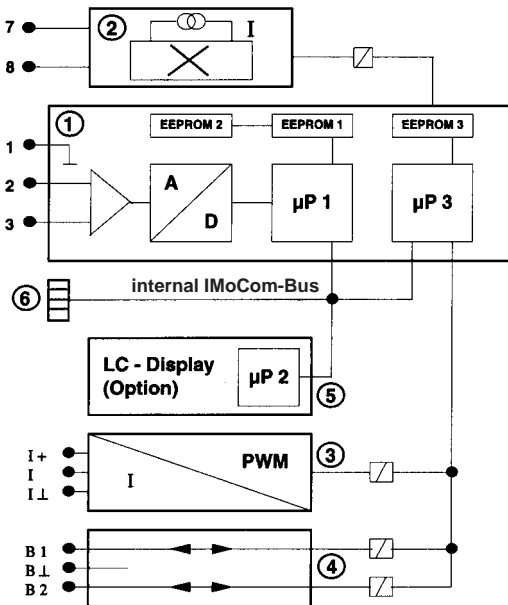 7
2
I
8
1
EEPROM 2
EEPROM 1
EEPROM 3
1
2
A
µP 1
µP 3
D
3
internal IMoCom-Bus
6
LC - Display
(Option)
µP 2
5
I+
PWM
3
I
I
I⊥
B 1
B⊥
4
B 2